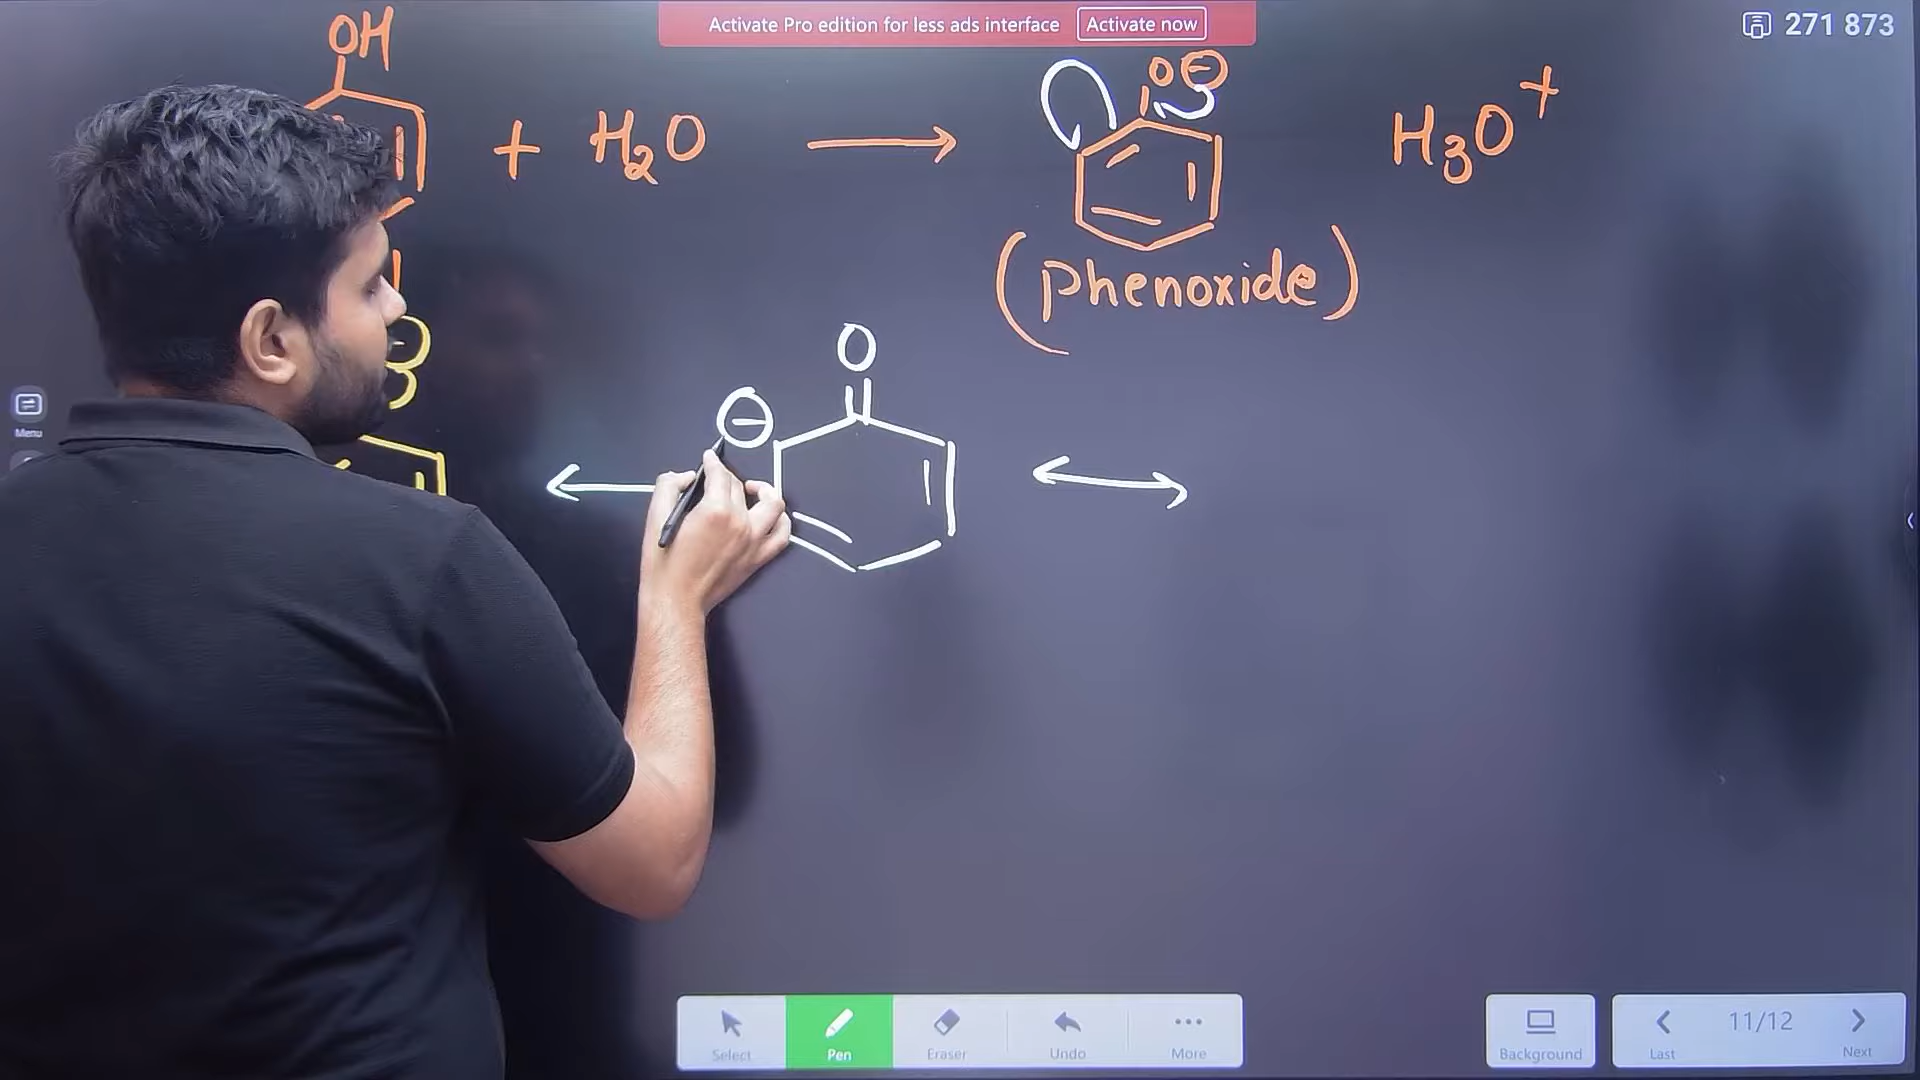 Activate Pro edition for less ads interface Activate now
271 873
OH
+ H₂O ⟶ O⊖ H₃O⁺
(phenoxide)
O
⊖
⟷
Menu
Select Pen Eraser Undo More
Background
Last 11/12 Next